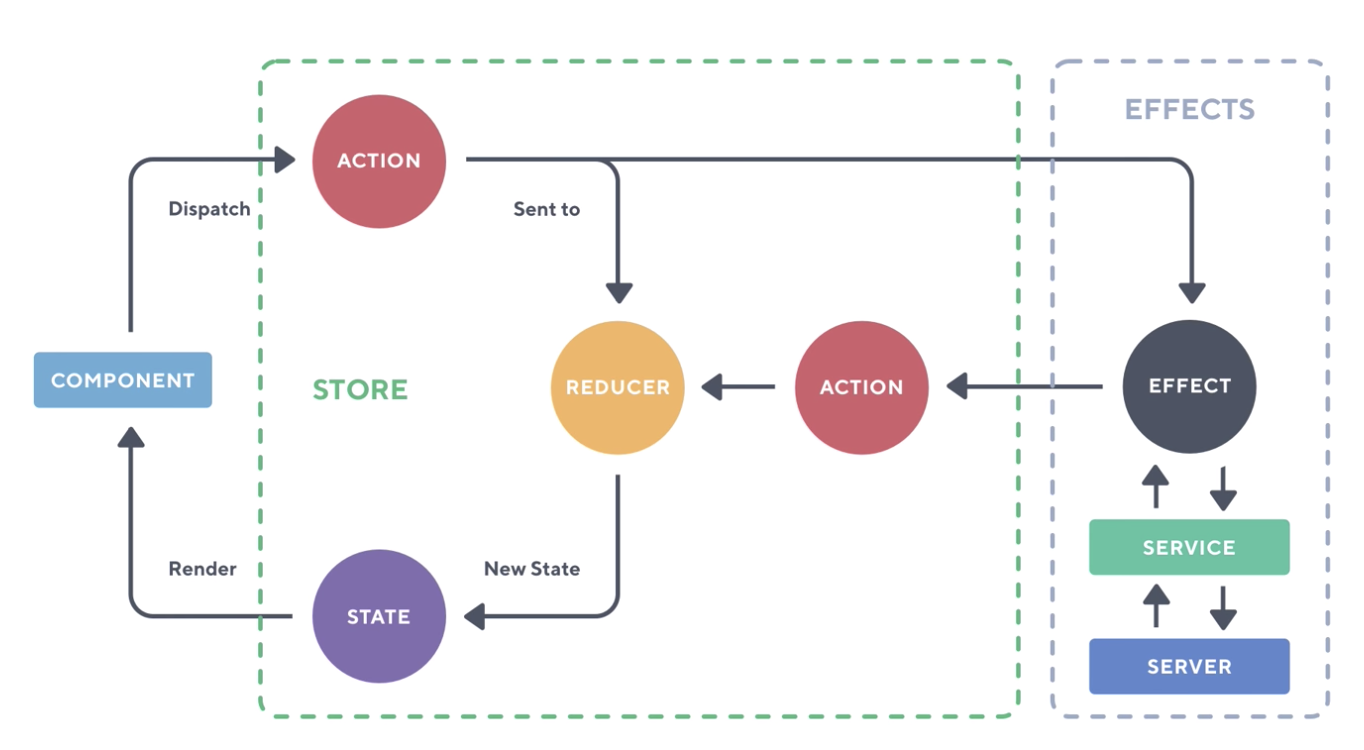 EFFECTS
ACTION
Dispatch
Sent to
COMPONENT
STORE
REDUCER
ACTION
EFFECT
SERVICE
Render
New State
STATE
SERVER